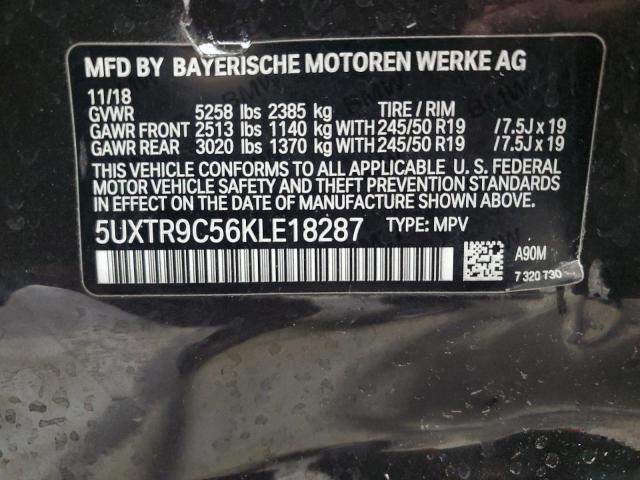 MFD BY BAYERISCHE MOTOREN WERKE AG
11/18
GVWR 5258 lbs 2385 kg TIRE / RIM
GAWR FRONT 2513 lbs 1140 kg WITH 245/50 R19 /7.5J x 19
GAWR REAR 3020 lbs 1370 kg WITH 245/50 R19 /7.5J x 19
THIS VEHICLE CONFORMS TO ALL APPLICABLE U. S. FEDERAL
MOTOR VEHICLE SAFETY AND THEFT PREVENTION STANDARDS
IN EFFECT ON THE DATE OF MANUFACTURE SHOWN ABOVE.
5UXTR9C56KLE18287 TYPE: MPV
A90M
7 320 730